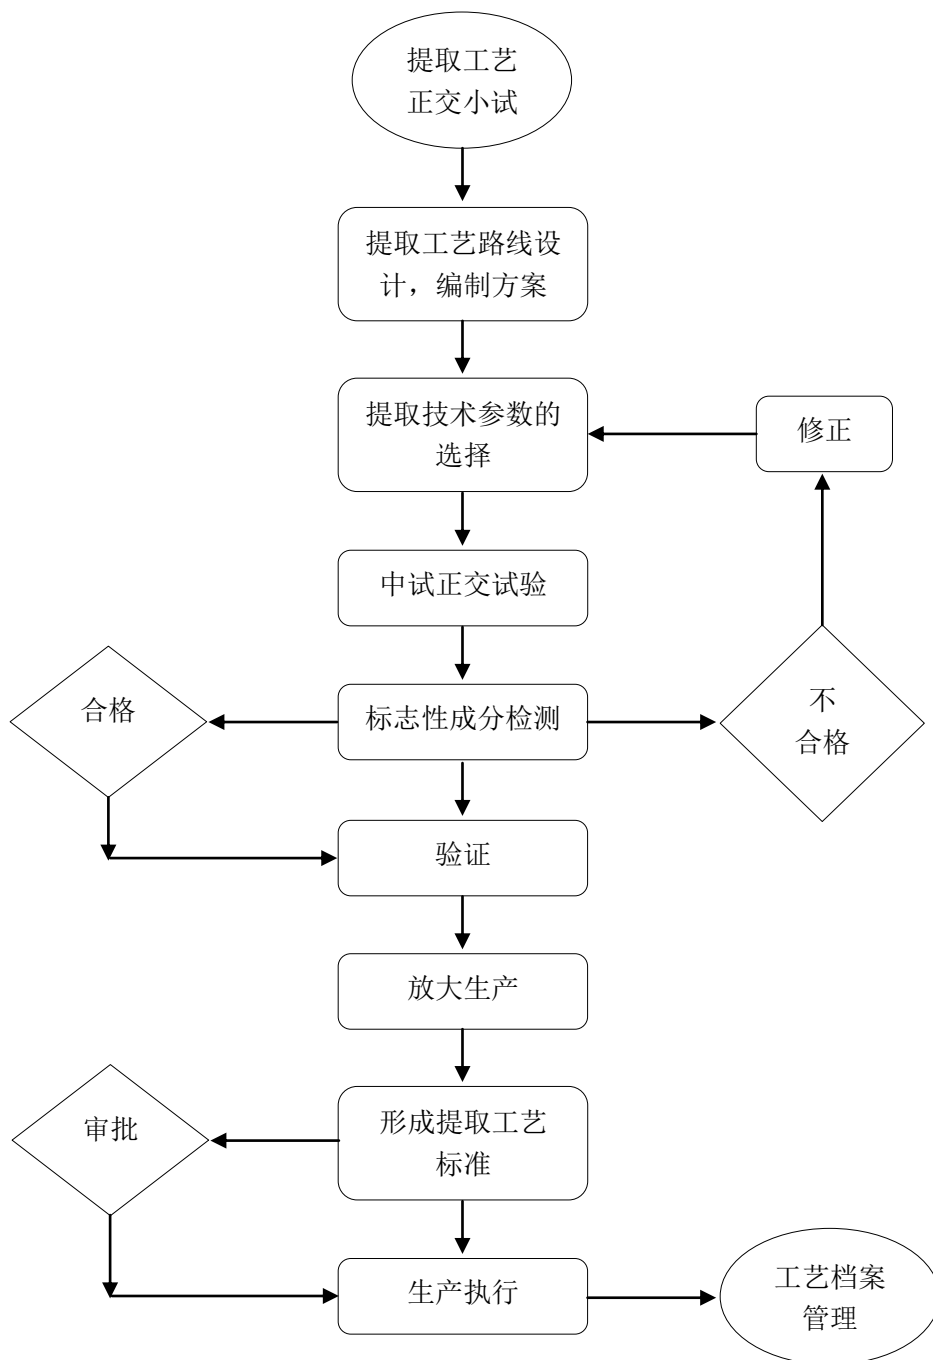 提取工艺
正交小试
提取工艺路线设
计，编制方案
提取技术参数的
选择
修正
中试正交试验
合格
标志性成分检测
不
合格
验证
放大生产
审批
形成提取工艺
标准
生产执行
工艺档案
管理